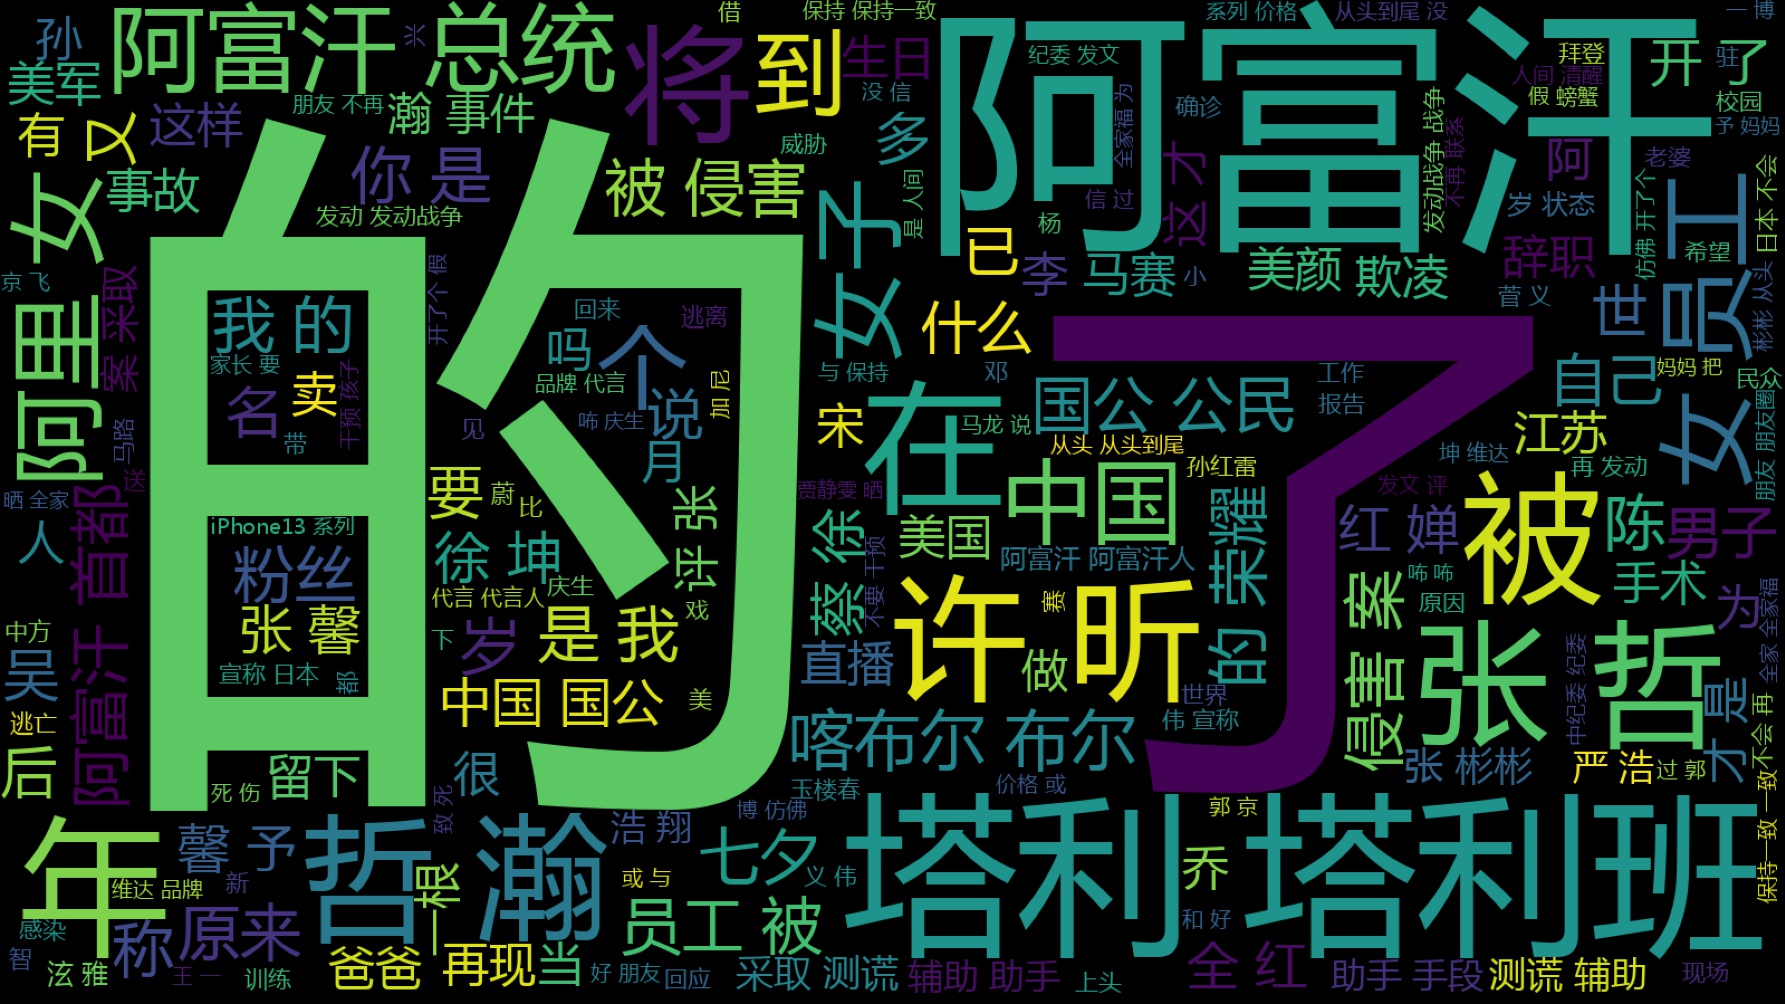 孙
阿富汗 总统
兴
将
借
到
保持 保持一致
生日
阿富汗
系列 价格
从头到尾 没
一 博
美军
朋友 不再
瀚 事件
没 信
纪委 发文
确诊
拜登
人间 清醒
假 螃蟹
开了
驻
校园
予 妈妈
有
女
又
这样
你是
被 侵害
威胁
多
是 人间
信 过
全家福 为
这才
发动战争 战争
不再 联系
阿
老婆
岁 状态
事故
发动 发动战争
女子
杨
已
李
马赛
小
美颜
欺凌
辞职
菅 义
仿佛 开了个
员工
希望
日本 不会
京 飞
阿里
案 采取
的
开了个 假
我的
回来
逃离
什么
了
世
女
彬彬 从头
家长 要
名
卖
干预 孩子
带
吗
个
品牌 代言
说
咘 庆生
月
加 尼
与 保持
邓
宋
在
国公 公民
工作
报告
自己
妈妈 把
民众
朋友 朋友圈
马路
见
马龙 说
从头 从头到尾
江苏
送
晒 全家
人
阿富汗 首都
iPhone13 系列
要
蔚
比
评 张
贾静雯 晒
中国
孙红雷
坤 维达
再 发动
发文 评
被
陈
男子
粉丝
徐 坤
蔡 徐
美国
阿富汗 阿富汗人
的 荣耀
红 婵
咘 咘
原因
手术
张 馨
代言 代言人
庆生
戏
不要 干预
许 昕
赛
侵害 案
为
全家 全家福
中方
吴
宣称 日本
都
下
岁
是我
直播
做
世界
张 哲
中纪委 纪委
是
逃亡
后
中国 国公
美
喀布尔 布尔
伟 宣称
张 彬彬
严 浩
过 郭
才
不会 再
死 伤
留下
很
致 死
玉楼春
价格 或
年
馨 予
哲 瀚
浩 翔
博 仿佛
塔利 塔利班
郭 京
保持一致 一致
维达 品牌
新
一根
或 与
七夕
义 伟
乔
感染
智
称
原来
员工 被
和 好
泫 雅
王 一
训练
爸爸
再现
当
好 朋友
回应
采取 测谎
辅助 助手
上头
全 红
助手 手段
测谎 辅助
现场